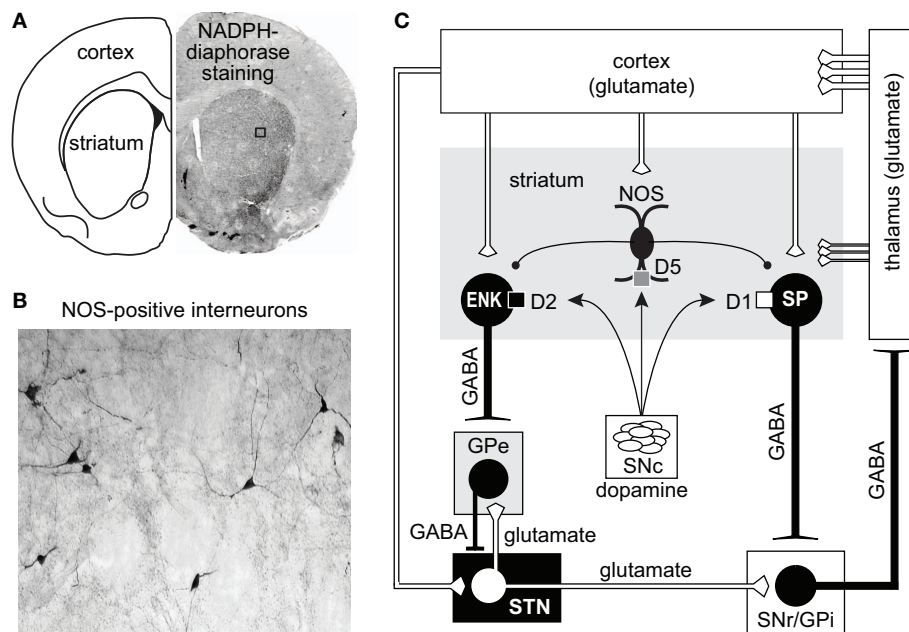 A
cortex
striatum
NADPH-
diaphorase
staining
B
NOS-positive interneurons
C
cortex
(glutamate)
thalamus (glutamate)
striatum
NOS
D5
ENK
D2
D1
SP
GABA
GABA
GABA
SNc
dopamine
GPe
GABA
glutamate
STN
glutamate
SNr/GPi